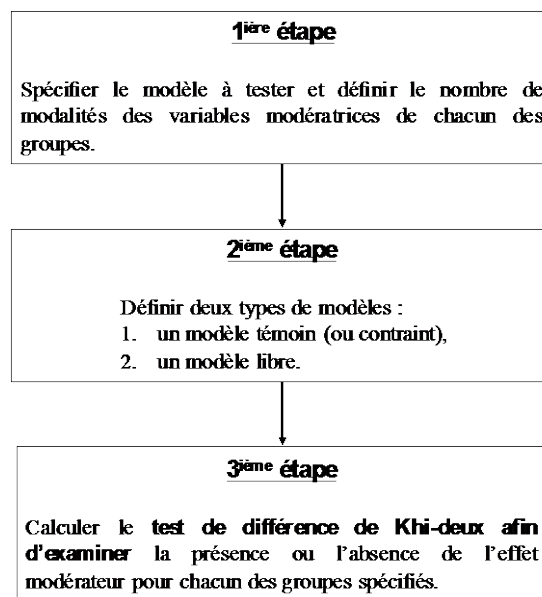 1ière étape
Spécifier le modèle à tester et définir le nombre de
modalités des variables modératrices de chacun des
groupes.
2ième étape
Définir deux types de modèles :
1. un modèle témoin (ou contraint),
2. un modèle libre.
3ième étape
Calculer le test de différence de Khi-deux afin
d'examiner la présence ou l'absence de l'effet
modérateur pour chacun des groupes spécifiés.